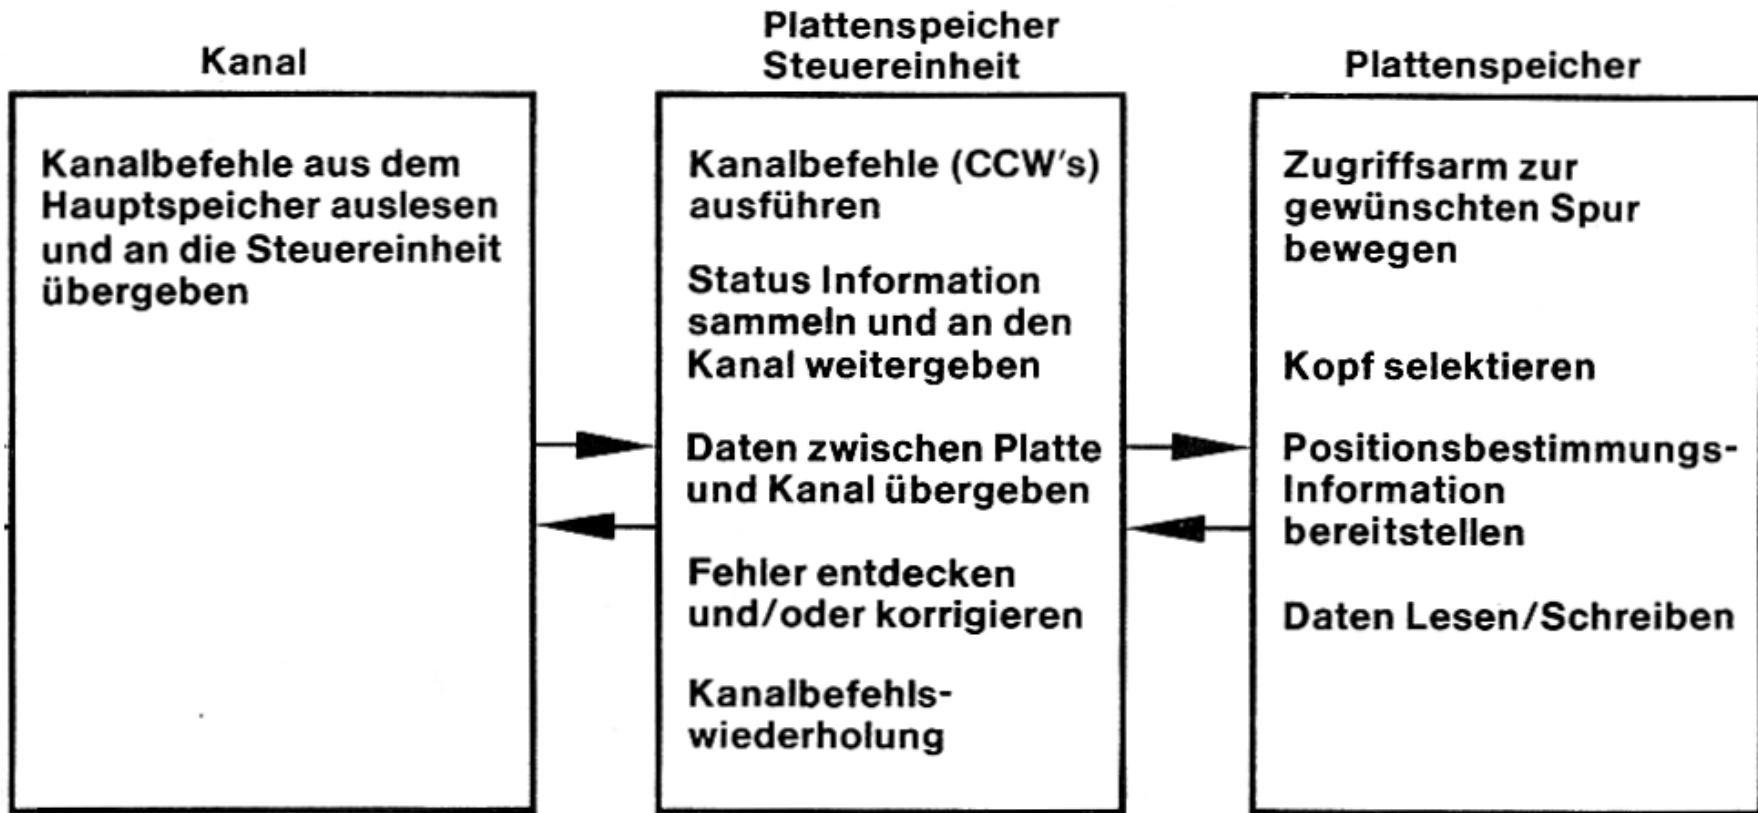 Kanal
Kanalbefehle aus dem
Hauptspeicher auslesen
und an die Steuereinheit
übergeben
Plattenspeicher
Steuereinheit
Kanalbefehle (CCW's)
ausführen
Status Information
sammeln und an den
Kanal weitergeben
Daten zwischen Platte
und Kanal übergeben
Fehler entdecken
und/oder korrigieren
Kanalbefehls-
wiederholung
Plattenspeicher
Zugriffsarm zur
gewünschten Spur
bewegen
Kopf selektieren
Positionsbestimmungs-
Information
bereitstellen
Daten Lesen/Schreiben